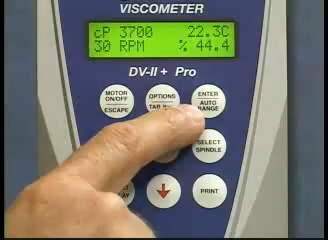 VISCOMETER
cP 3700 22.3C
30 RPM % 44.4
DV-II+ Pro
MOTOR
ON/OFF
ESCAPE
OPTIONS
TAB
ENTER
AUTO
RANGE
SELECT
SPINDLE
PRINT